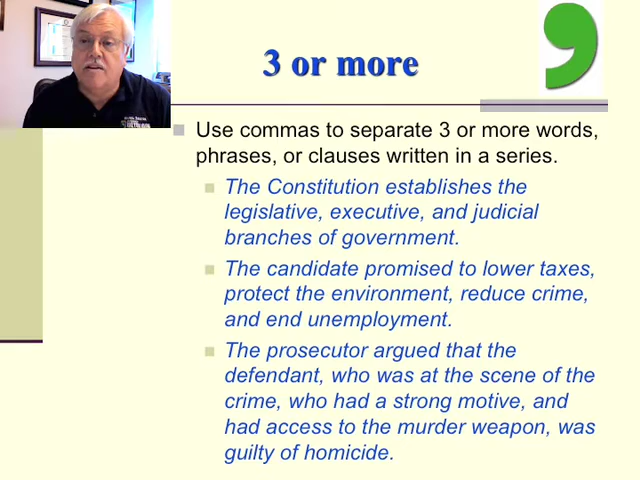 3 or more
Use commas to separate 3 or more words,
phrases, or clauses written in a series.
The Constitution establishes the
legislative, executive, and judicial
branches of government.
The candidate promised to lower taxes,
protect the environment, reduce crime,
and end unemployment.
The prosecutor argued that the
defendant, who was at the scene of the
crime, who had a strong motive, and
had access to the murder weapon, was
guilty of homicide.